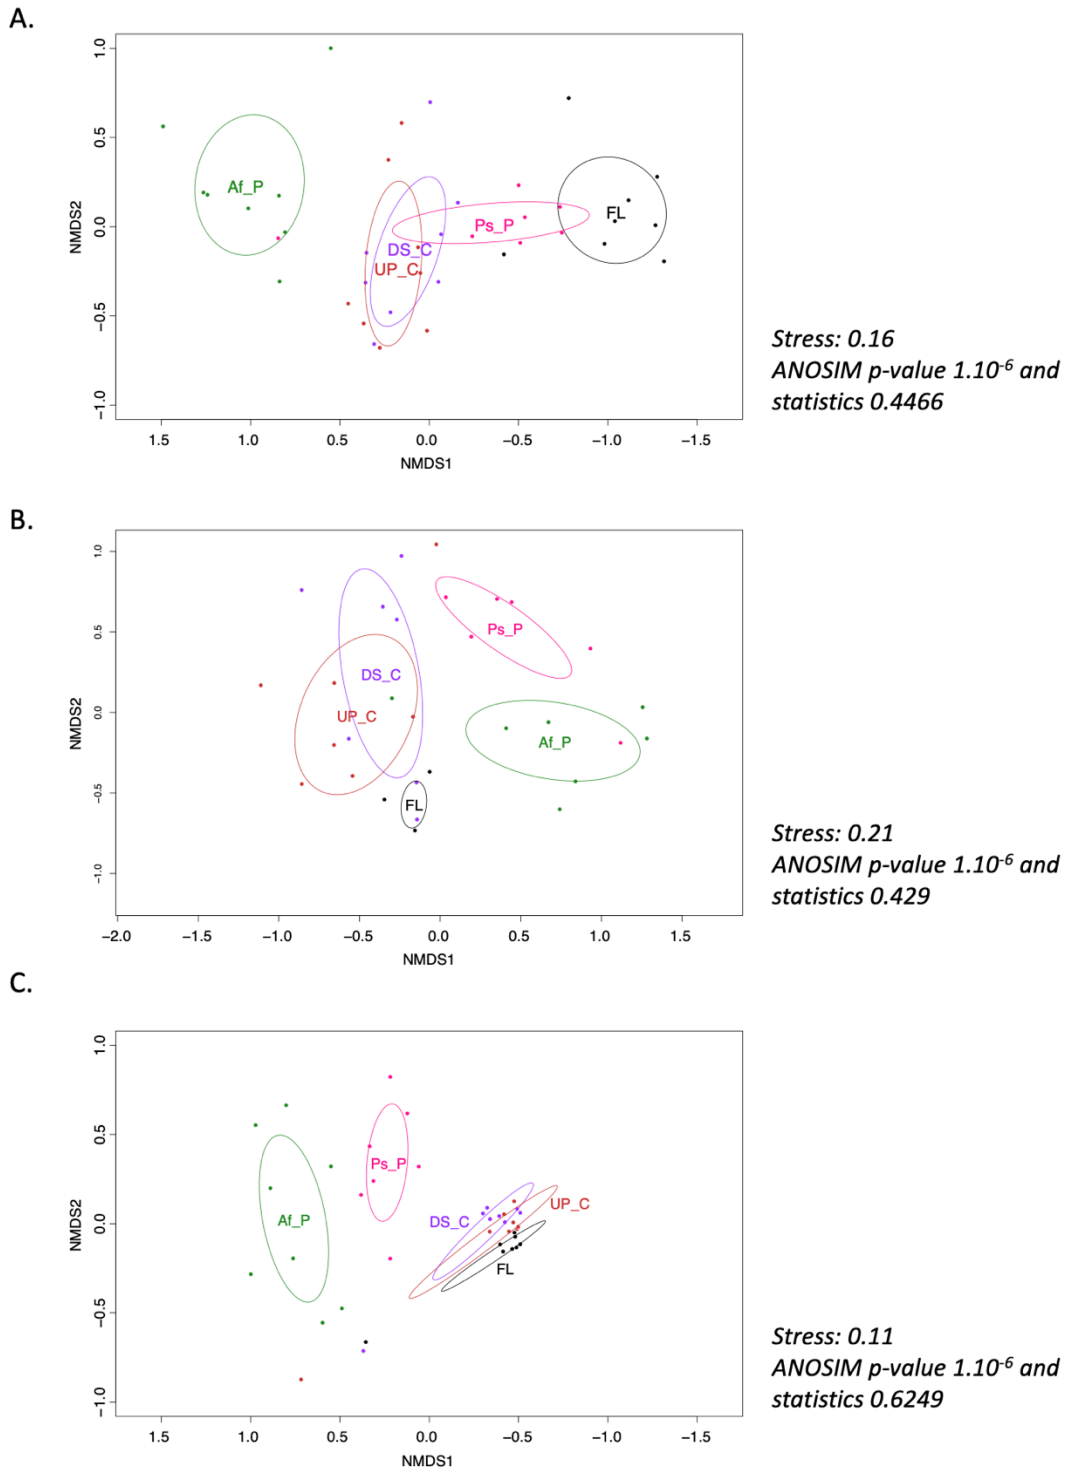 A.
1.0
0.5
0.0
−0.5
−1.0
NMDS2
Af_P
FL
Ps_P
DS_C
UP_C
1.5 1.0 0.5 0.0 −0.5 −1.0 −1.5
NMDS1
Stress: 0.16
ANOSIM p-value 1.10⁻⁶ and
statistics 0.4466
B.
1.0
0.5
0.0
−0.5
−1.0
NMDS2
Ps_P
DS_C
UP_C
Af_P
FL
−2.0 −1.5 −1.0 −0.5 0.0 0.5 1.0 1.5
NMDS1
Stress: 0.21
ANOSIM p-value 1.10⁻⁶ and
statistics 0.429
C.
1.0
0.5
0.0
−0.5
−1.0
NMDS2
Ps_P
UP_C
Af_P
DS_C
FL
1.5 1.0 0.5 0.0 −0.5 −1.0 −1.5
NMDS1
Stress: 0.11
ANOSIM p-value 1.10⁻⁶ and
statistics 0.6249